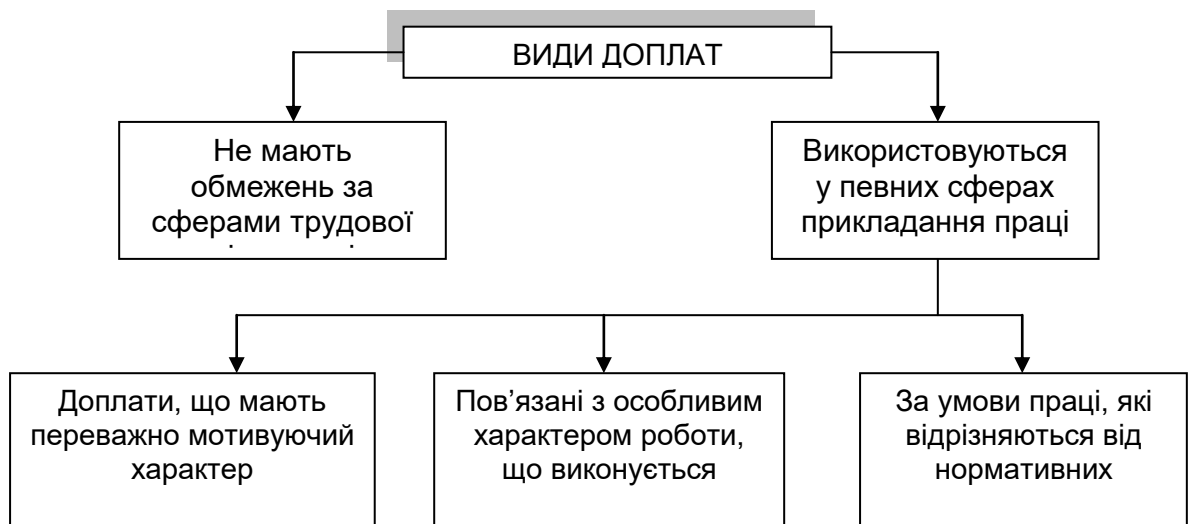 ВИДИ ДОПЛАТ
Не мають
обмежень за
сферами трудової
Використовуються
у певних сферах
прикладання праці
Доплати, що мають
переважно мотивуючий
характер
Пов’язані з особливим
характером роботи,
що виконується
За умови праці, які
відрізняються від
нормативних